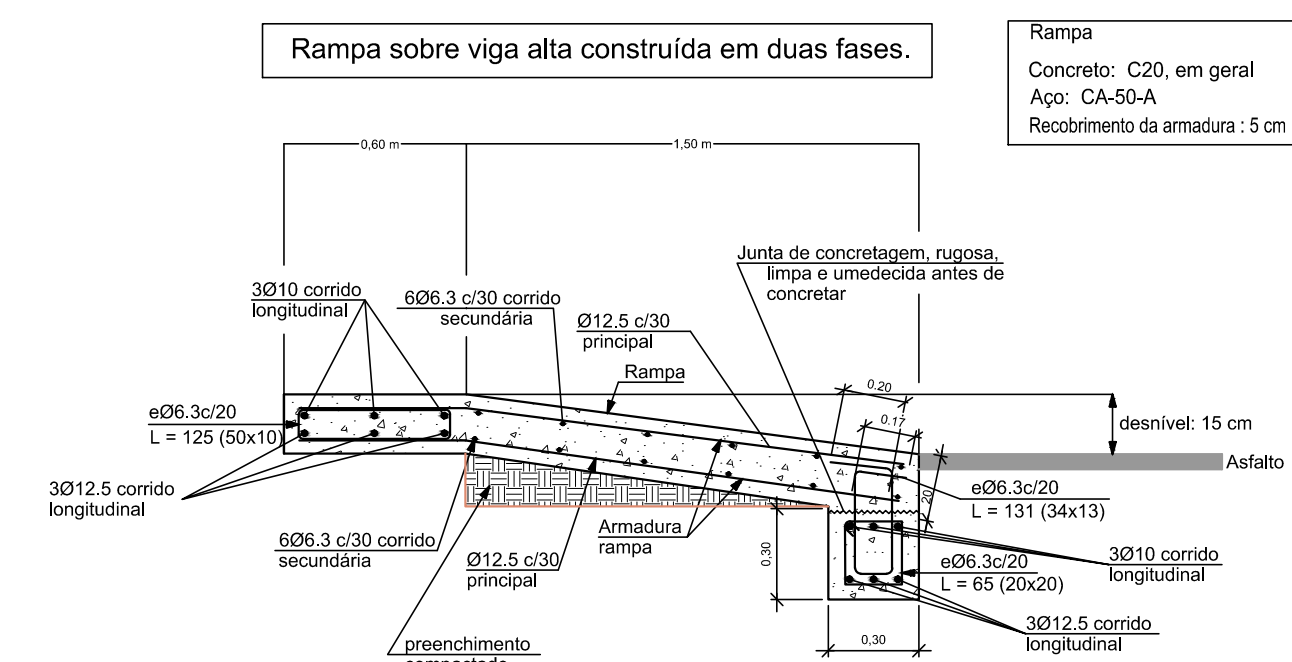 Rampa sobre viga alta construída em duas fases.
Rampa
Concreto: C20, em geral
Aço: CA-50-A
Recobrimento da armadura : 5 cm
0,60 m
1,50 m
Junta de concretagem, rugosa,
limpa e umedecida antes de
concretar
3Ø10 corrido
longitudinal
6Ø6.3 c/30 corrido
secundária
Ø12.5 c/30
principal
Rampa
0.20
0.17
eØ6.3c/20
L = 125 (50x10)
desnível: 15 cm
Asfalto
3Ø12.5 corrido
longitudinal
20
eØ6.3c/20
L = 131 (34x13)
6Ø6.3 c/30 corrido
secundária
Ø12.5 c/30
principal
Armadura
rampa
0,30
eØ6.3c/20
L = 65 (20x20)
3Ø10 corrido
longitudinal
3Ø12.5 corrido
longitudinal
0,30
preenchimento